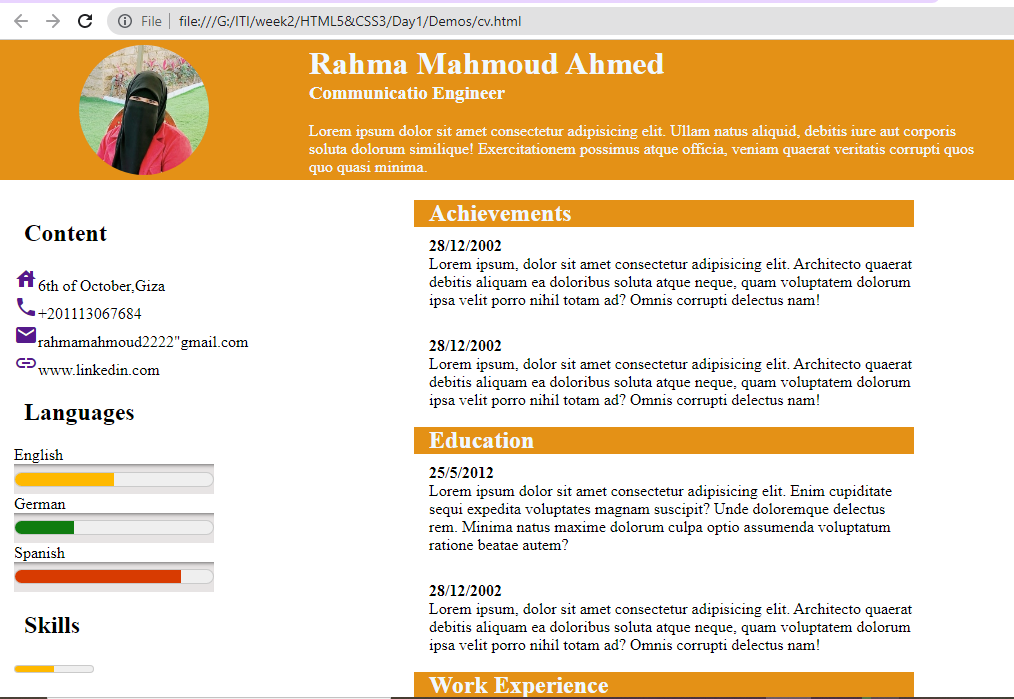 File
file:///G:/ITI/week2/HTML5&CSS3/Day1/Demos/cv.html
Rahma Mahmoud Ahmed
Communicatio Engineer
Lorem ipsum dolor sit amet consectetur adipisicing elit. Ullam natus aliquid, debitis iure aut corporis
soluta dolorum similique! Exercitationem possimus atque officia, veniam quaerat veritatis corrupti quos
quo quasi minima.
Content
6th of October,Giza
+201113067684
rahmamahmoud2222"gmail.com
www.linkedin.com
Languages
English
German
Spanish
Skills
Achievements
28/12/2002
Lorem ipsum, dolor sit amet consectetur adipisicing elit. Architecto quaerat
debitis aliquam ea doloribus soluta atque neque, quam voluptatem dolorum
ipsa velit porro nihil totam ad? Omnis corrupti delectus nam!
28/12/2002
Lorem ipsum, dolor sit amet consectetur adipisicing elit. Architecto quaerat
debitis aliquam ea doloribus soluta atque neque, quam voluptatem dolorum
ipsa velit porro nihil totam ad? Omnis corrupti delectus nam!
Education
25/5/2012
Lorem ipsum dolor sit amet consectetur adipisicing elit. Enim cupiditate
sequi expedita voluptates magnam suscipit? Unde doloremque delectus
rem. Minima natus maxime dolorum culpa optio assumenda voluptatum
ratione beatae autem?
28/12/2002
Lorem ipsum, dolor sit amet consectetur adipisicing elit. Architecto quaerat
debitis aliquam ea doloribus soluta atque neque, quam voluptatem dolorum
ipsa velit porro nihil totam ad? Omnis corrupti delectus nam!
Work Experience